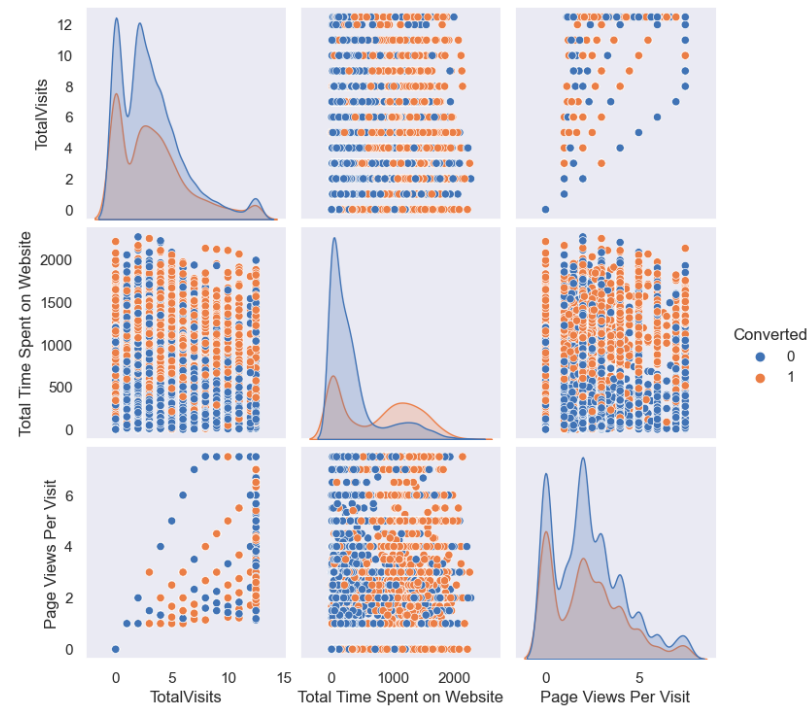 12
10
8
6
4
2
0
TotalVisits
2000
1500
1000
500
0
Total Time Spent on Website
Converted
0
1
6
4
2
0
Page Views Per Visit
0 5 10 15
0 1000 2000
0 5
TotalVisits
Total Time Spent on Website
Page Views Per Visit